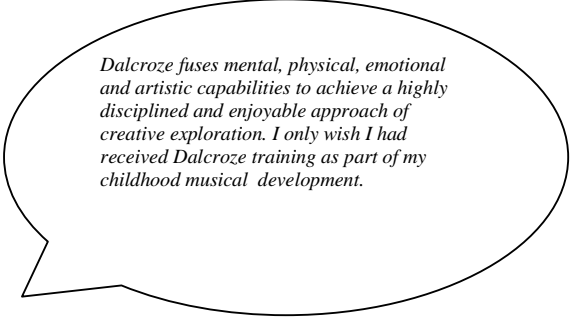 Dalcroze fuses mental, physical, emotional
and artistic capabilities to achieve a highly
disciplined and enjoyable approach of
creative exploration. I only wish I had
received Dalcroze training as part of my
childhood musical  development.